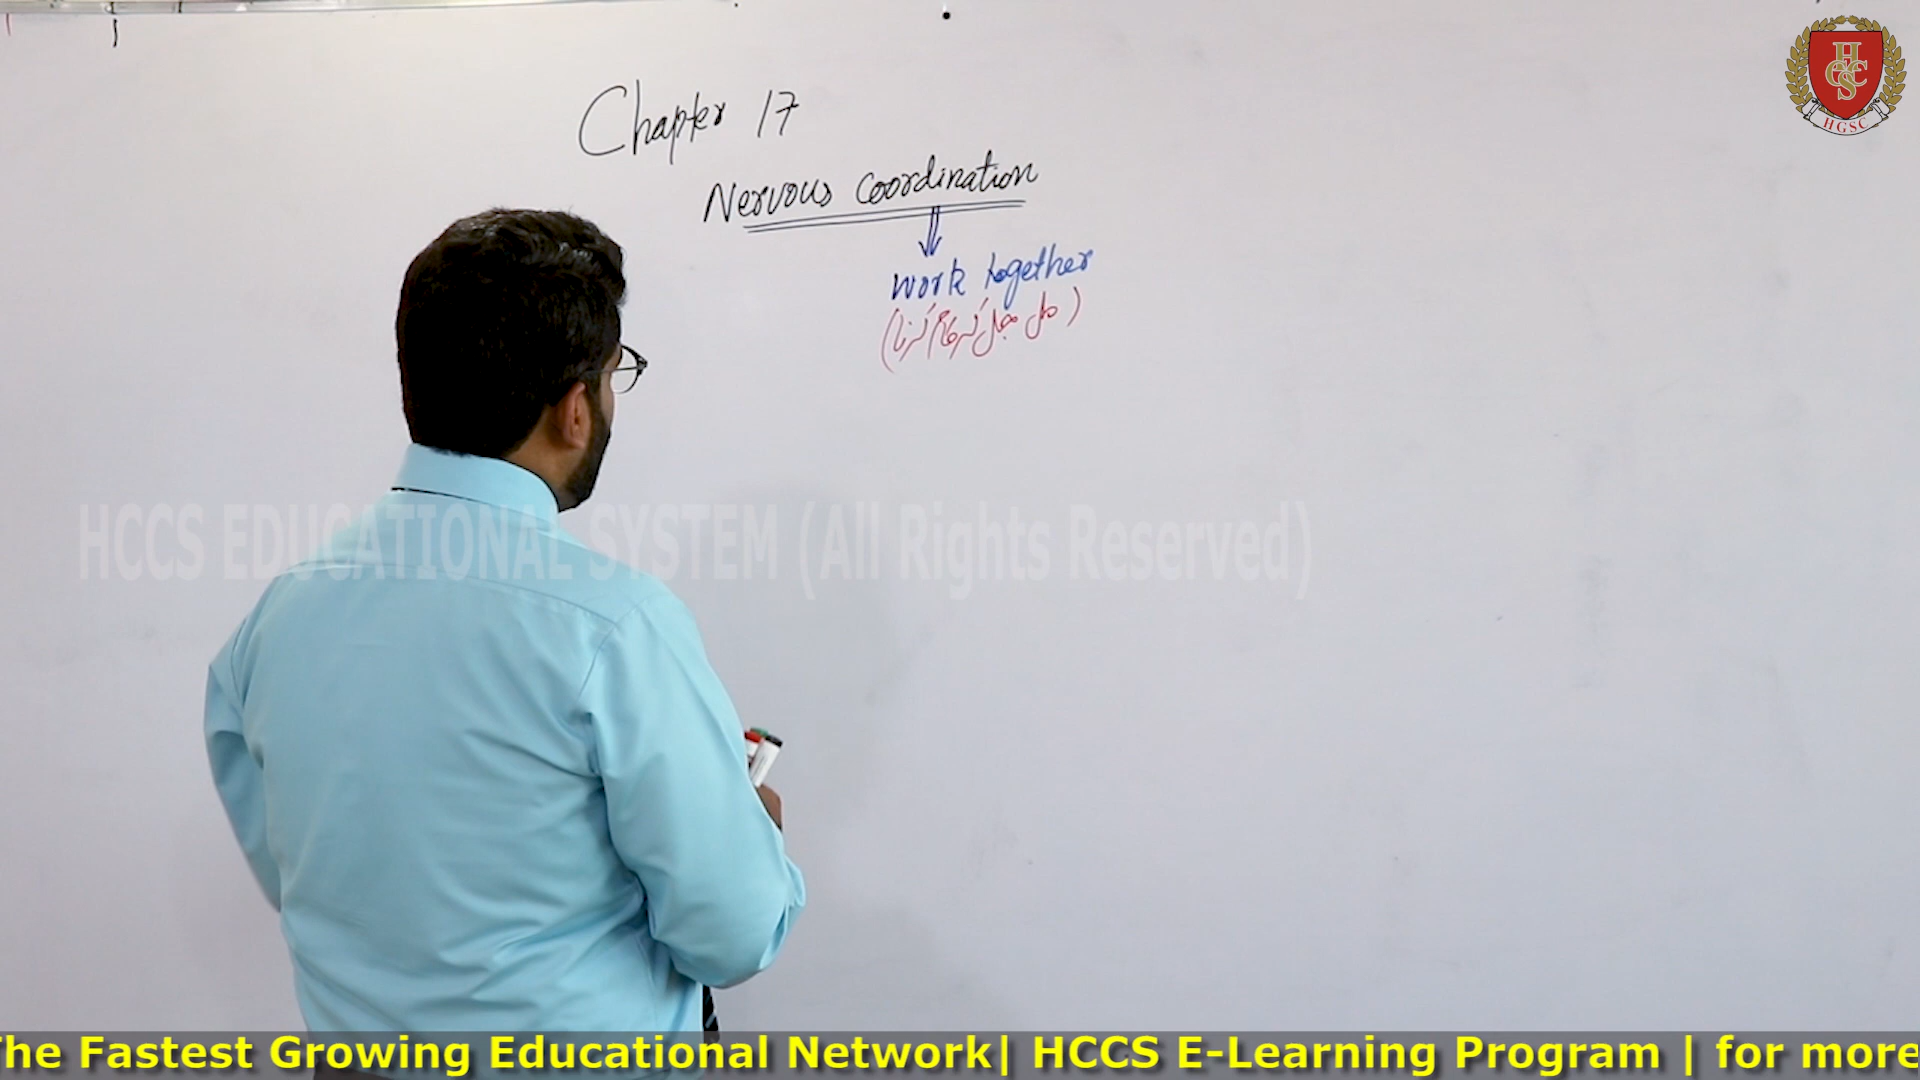 Chapter 17
Nervous Coordination
Work together
(مل جل کر کام کرنا)
HCCS EDUCATIONAL SYSTEM (All Rights Reserved)
HGSC
The Fastest Growing Educational Network| HCCS E-Learning Program | for more